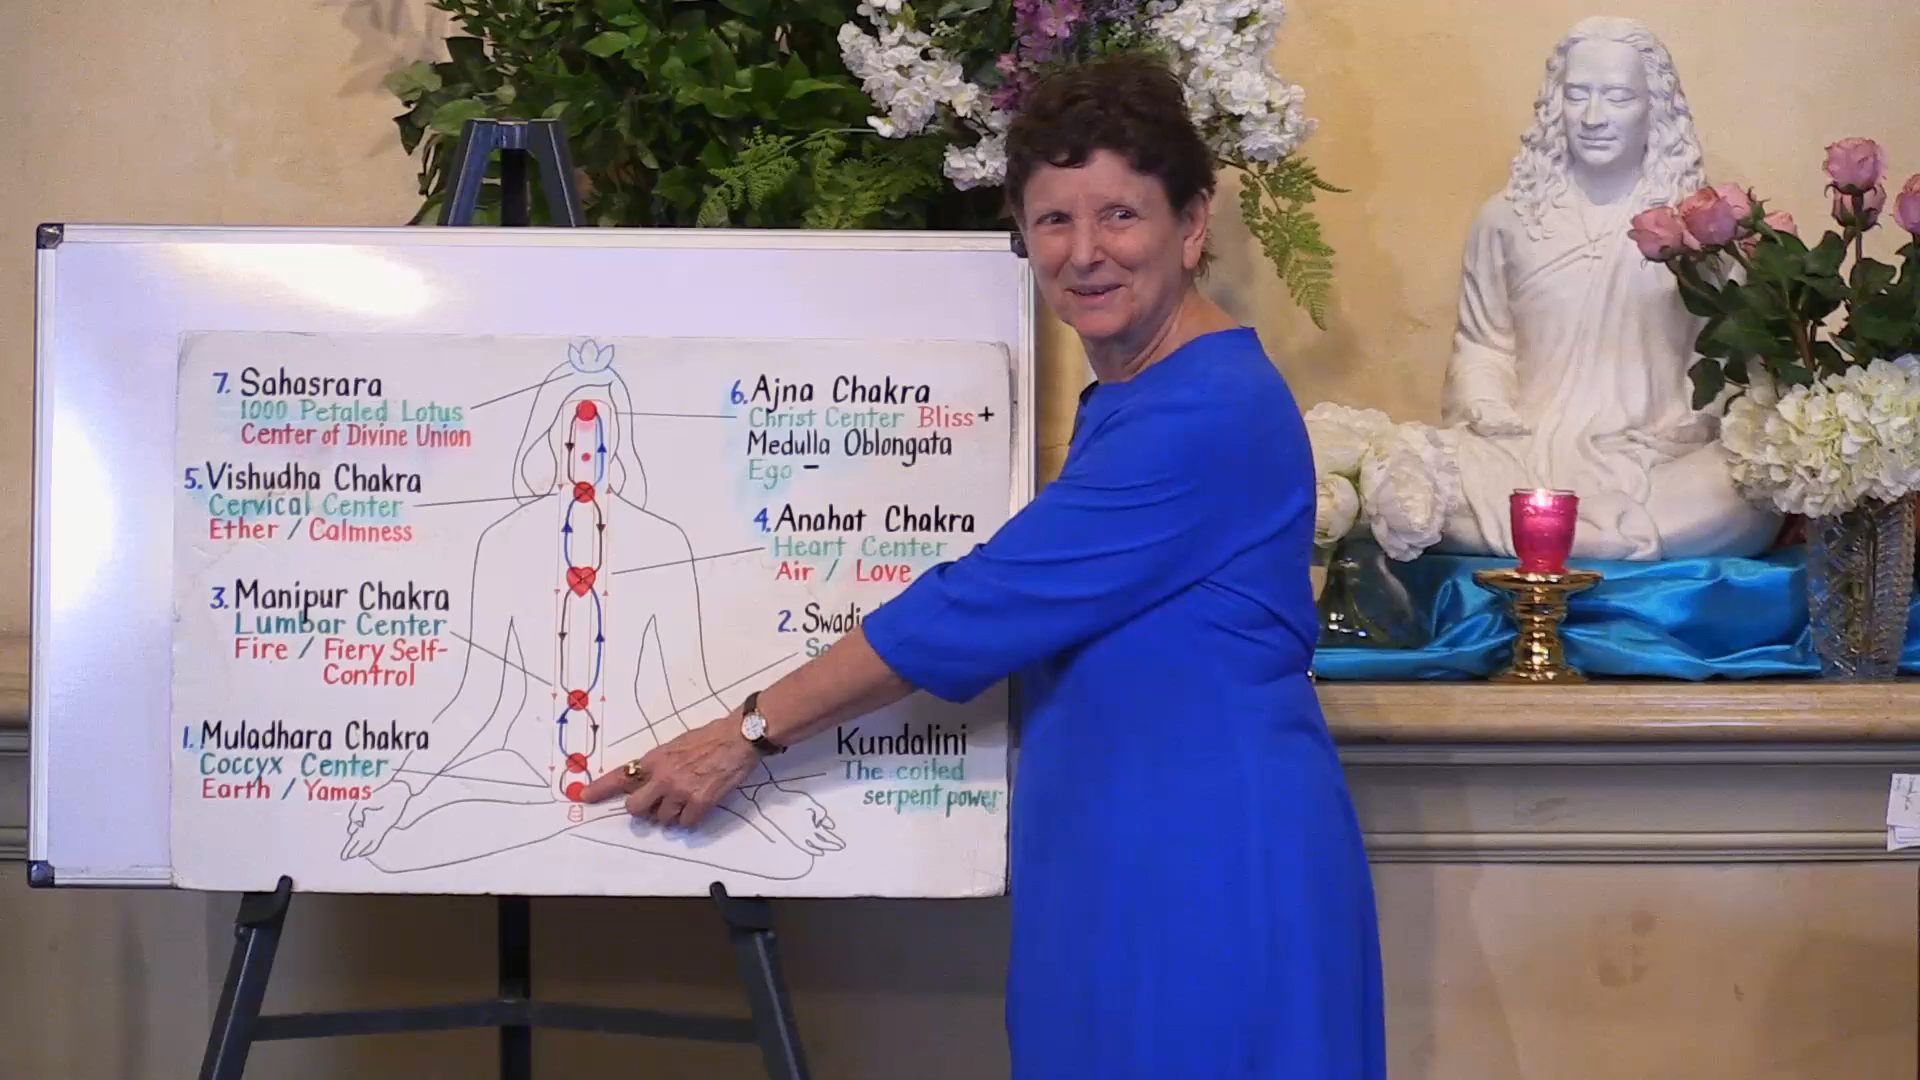 7. Sahasrara
1000 Petaled Lotus
Center of Divine Union
6. Ajna Chakra
Christ Center Bliss +
Medulla Oblongata
Ego -
5. Vishudha Chakra
Cervical Center
Ether / Calmness
4. Anahat Chakra
Heart Center
Air / Love
3. Manipur Chakra
Lumbar Center
Fire / Fiery Self-
Control
2.
1. Muladhara Chakra
Coccyx Center
Earth / Yamas
Kundalini
The coiled
serpent power